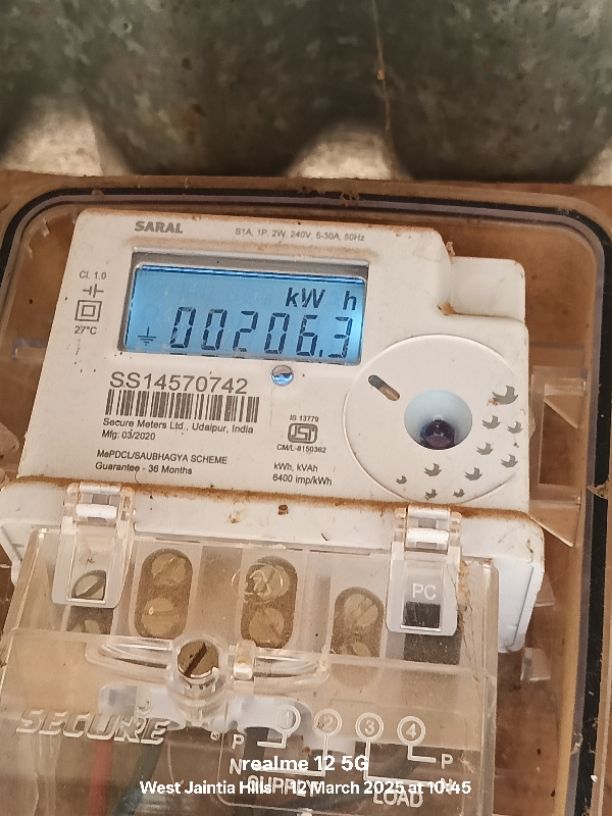 SARAL
S1A, 1P, 2W, 240V, 5-30A, 50Hz
CL 1.0
27°C
kW h
00206.3
SS14570742
Secure Meters Ltd., Udaipur, India
Mfg: 03/2020
IS 13779
CM/L-8150362
MePDCL/SAUBHAGYA SCHEME
Guarantee - 36 Months
kWh, kVAh
6400 imp/kWh
PC
SECURE
1 2 3 4
P
N
P
SUPPLY
LOAD
realme 12 5G
West Jaintia Hills 12 March 2025 at 10:45